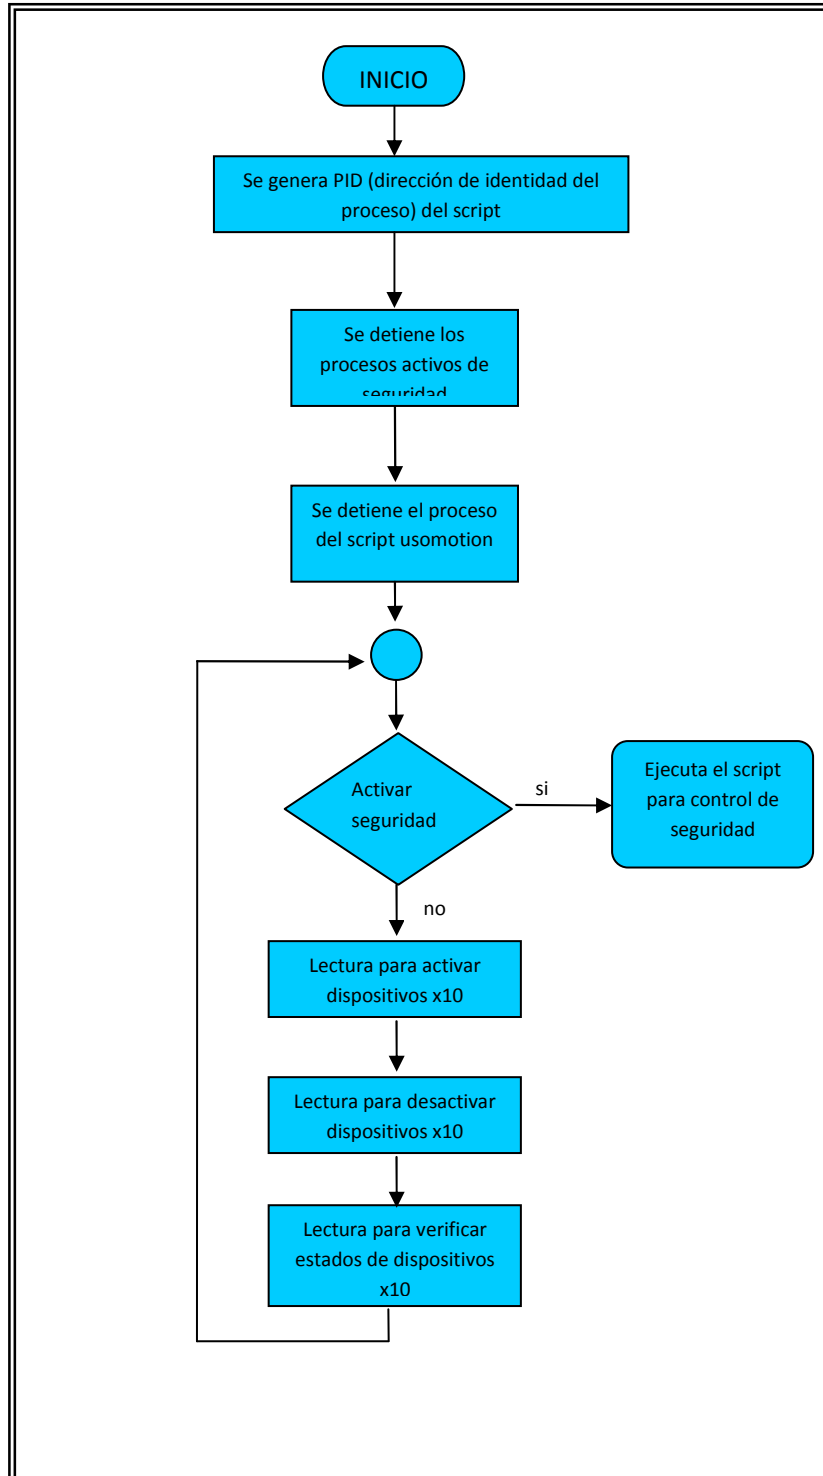 INICIO
Se genera PID (dirección de identidad del
proceso) del script
Se detiene los
procesos activos de
seguridad
Se detiene el proceso
del script usomotion
Activar
seguridad
si
Ejecuta el script
para control de
seguridad
no
Lectura para activar
dispositivos x10
Lectura para desactivar
dispositivos x10
Lectura para verificar
estados de dispositivos
x10